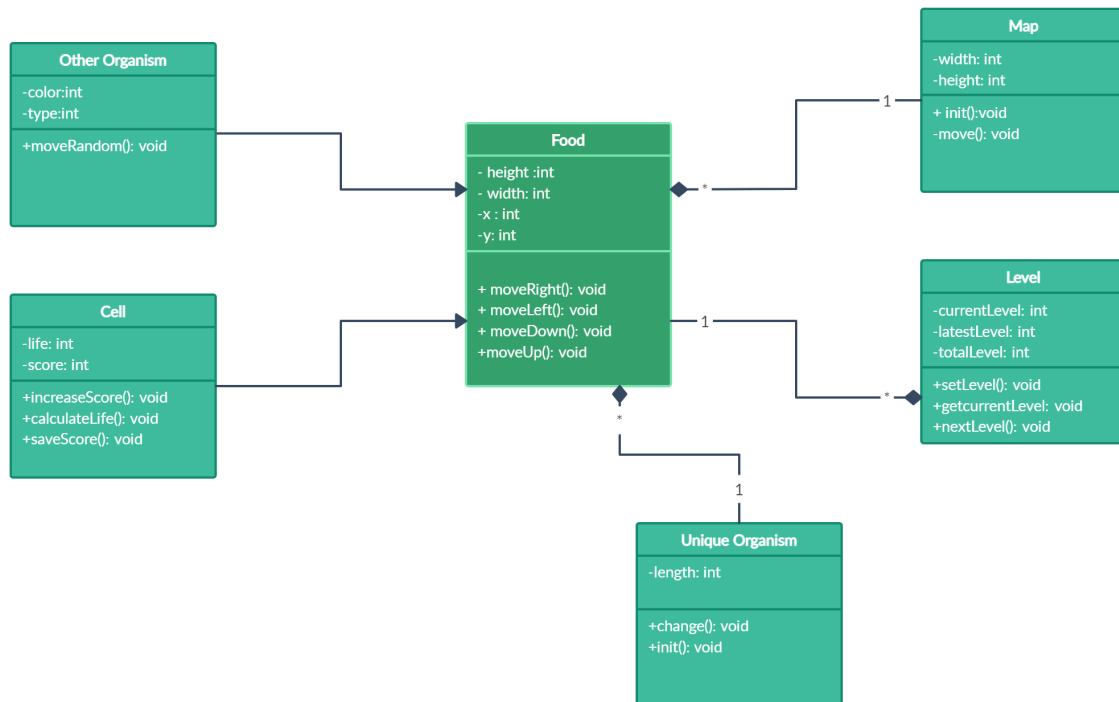 Other Organism
-color:int
-type:int
+moveRandom(): void
Cell
-life: int
-score: int
+increaseScore(): void
+calculateLife(): void
+saveScore(): void
Food
- height :int
- width: int
-x : int
-y: int
+ moveRight(): void
+ moveLeft(): void
+ moveDown(): void
+moveUp(): void
*
1
1
*
*
1
Map
-width: int
-height: int
+ init():void
-move(): void
Level
-currentLevel: int
-latestLevel: int
-totalLevel: int
+setLevel(): void
+getcurrentLevel: void
+nextLevel(): void
Unique Organism
-length: int
+change(): void
+init(): void